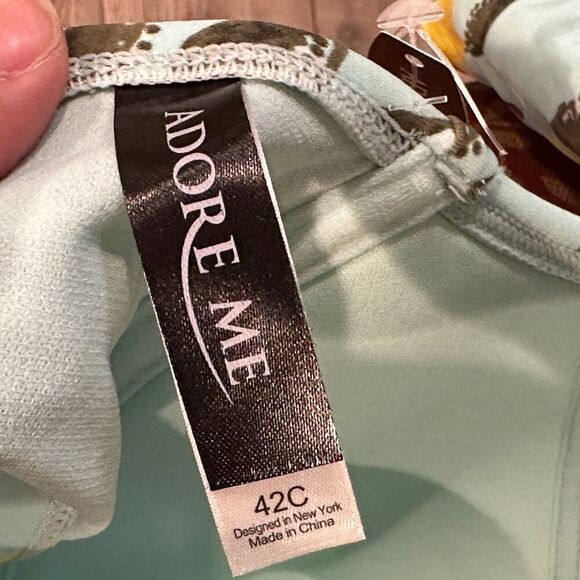 ADORE ME
42C
Designed in New York
Made in China